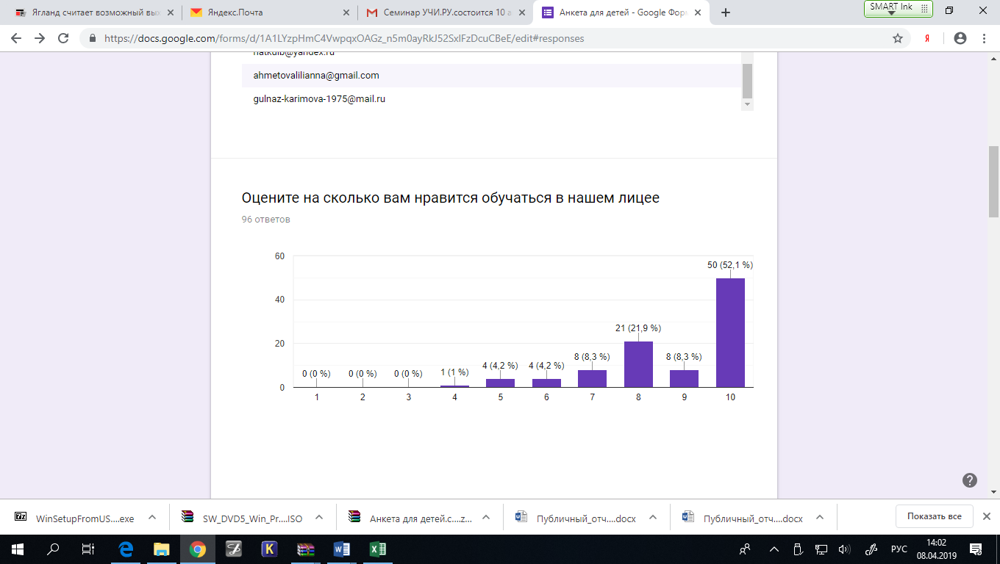 Ягланд считает возможный вых
Яндекс.Почта
Семинар УЧИ.РУ.состоится 10 а
Анкета для детей - Google Фор
SMART Ink
https://docs.google.com/forms/d/1A1LYzpHmC4VwpqxOAGz_n5m0ayRkJ52SxlFzDcuCBeE/edit#responses
Я
natkulb@yandex.ru
ahmetovalilianna@gmail.com
gulnaz-karimova-1975@mail.ru
Оцените на сколько вам нравится обучаться в нашем лицее
96 ответов
60
40
20
0
0 (0 %) 0 (0 %) 0 (0 %) 1 (1 %) 4 (4,2 %) 4 (4,2 %) 8 (8,3 %) 21 (21,9 %) 8 (8,3 %) 50 (52,1 %)
1 2 3 4 5 6 7 8 9 10
WinSetupFromUS....exe
SW_DVD5_Win_Pr....ISO
Анкета для детей.c....z...
Публичный_отч....docx
Публичный_отч....docx
Показать все
РУС
14:02
08.04.2019